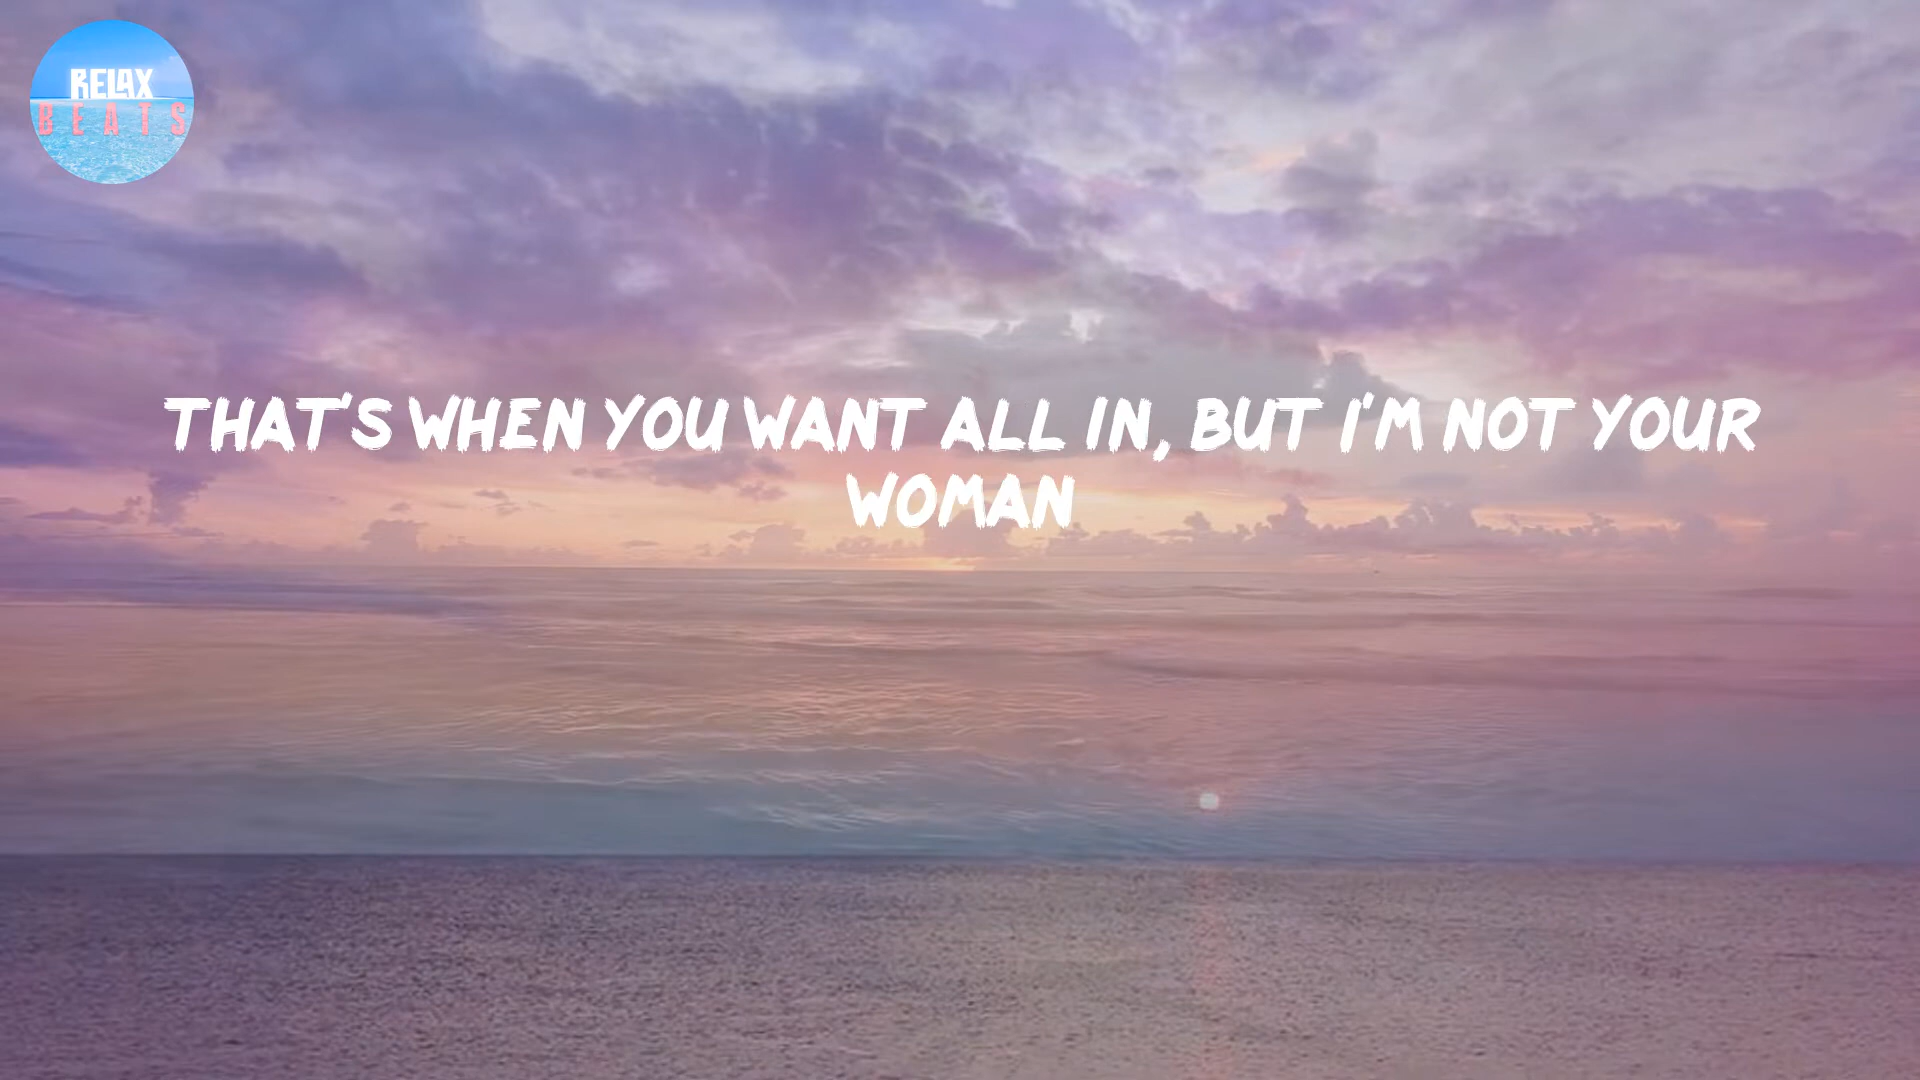 RELAX
BEATS
THAT'S WHEN YOU WANT ALL IN, BUT I'M NOT YOUR
WOMAN